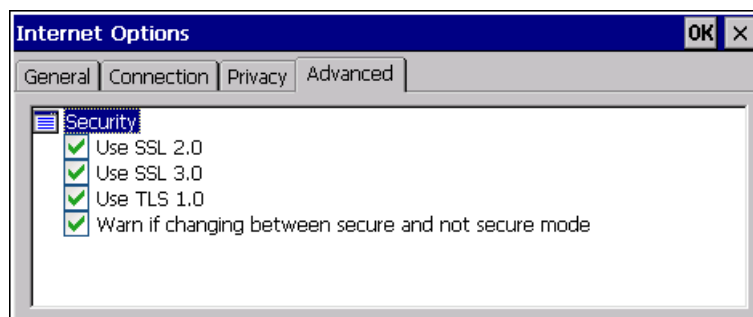 Internet Options OK ×
General Connection Privacy Advanced
Security
Use SSL 2.0
Use SSL 3.0
Use TLS 1.0
Warn if changing between secure and not secure mode